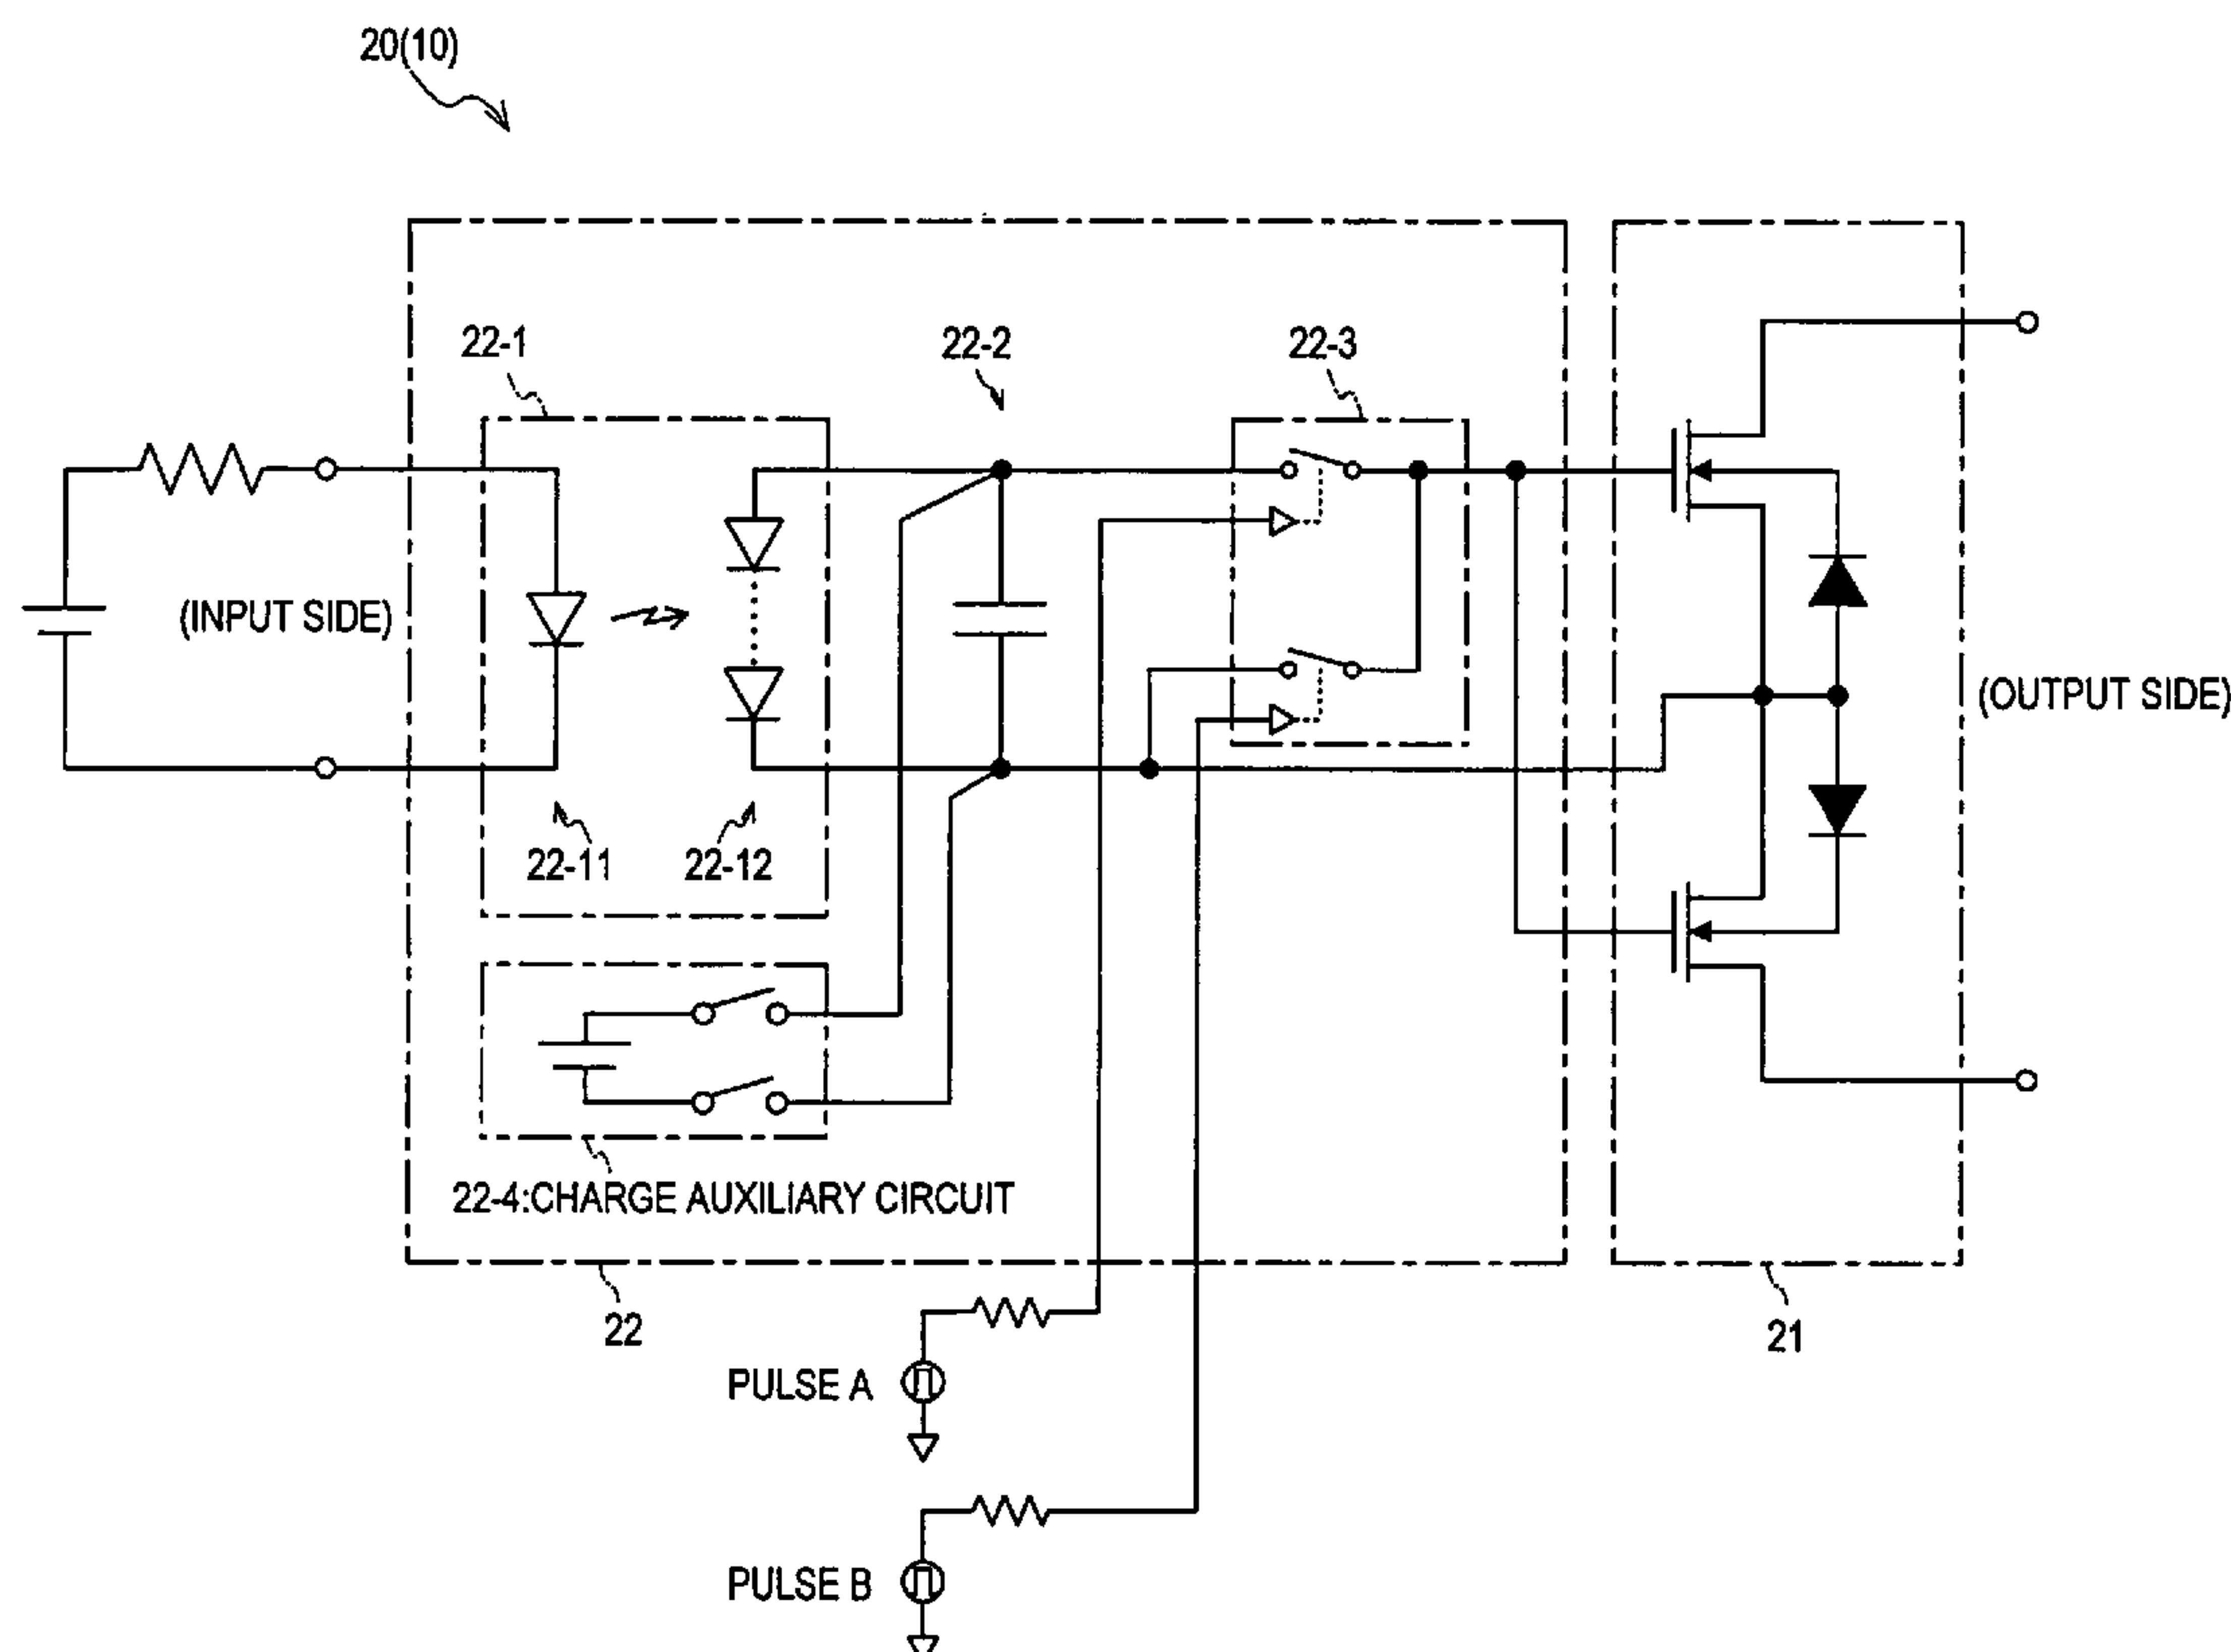 20(10)
22-1
22-2
22-3
(INPUT SIDE)
(OUTPUT SIDE)
22-11
22-12
22-4:CHARGE AUXILIARY CIRCUIT
22
21
PULSE A
PULSE B